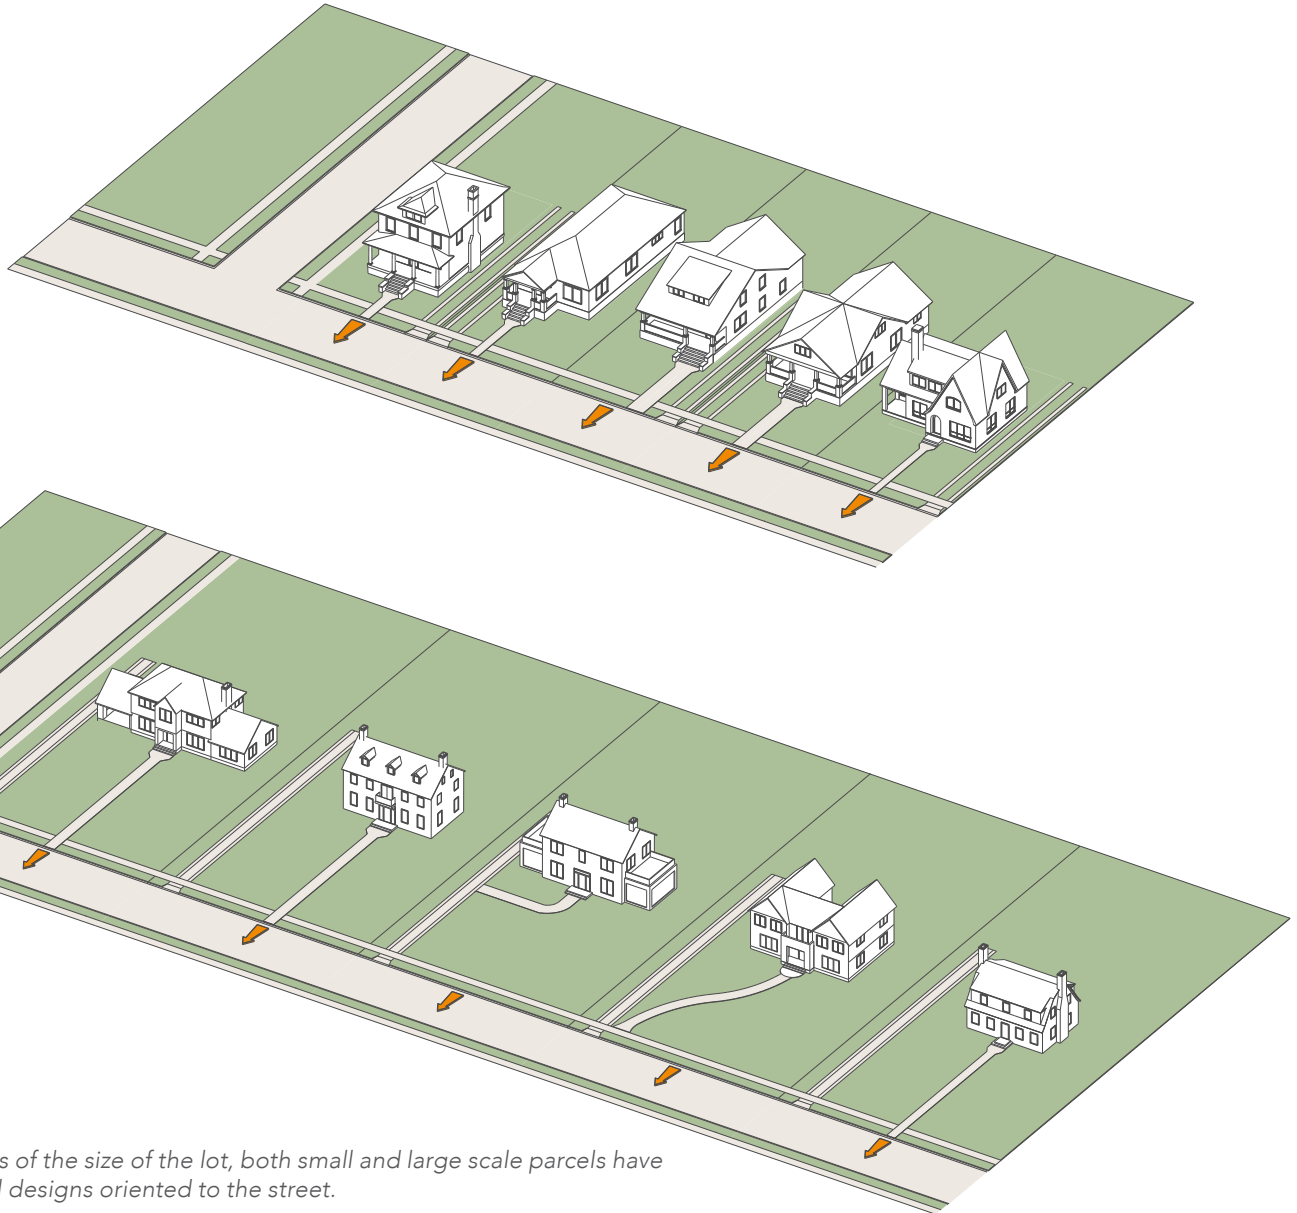 s of the size of the lot, both small and large scale parcels have
l designs oriented to the street.